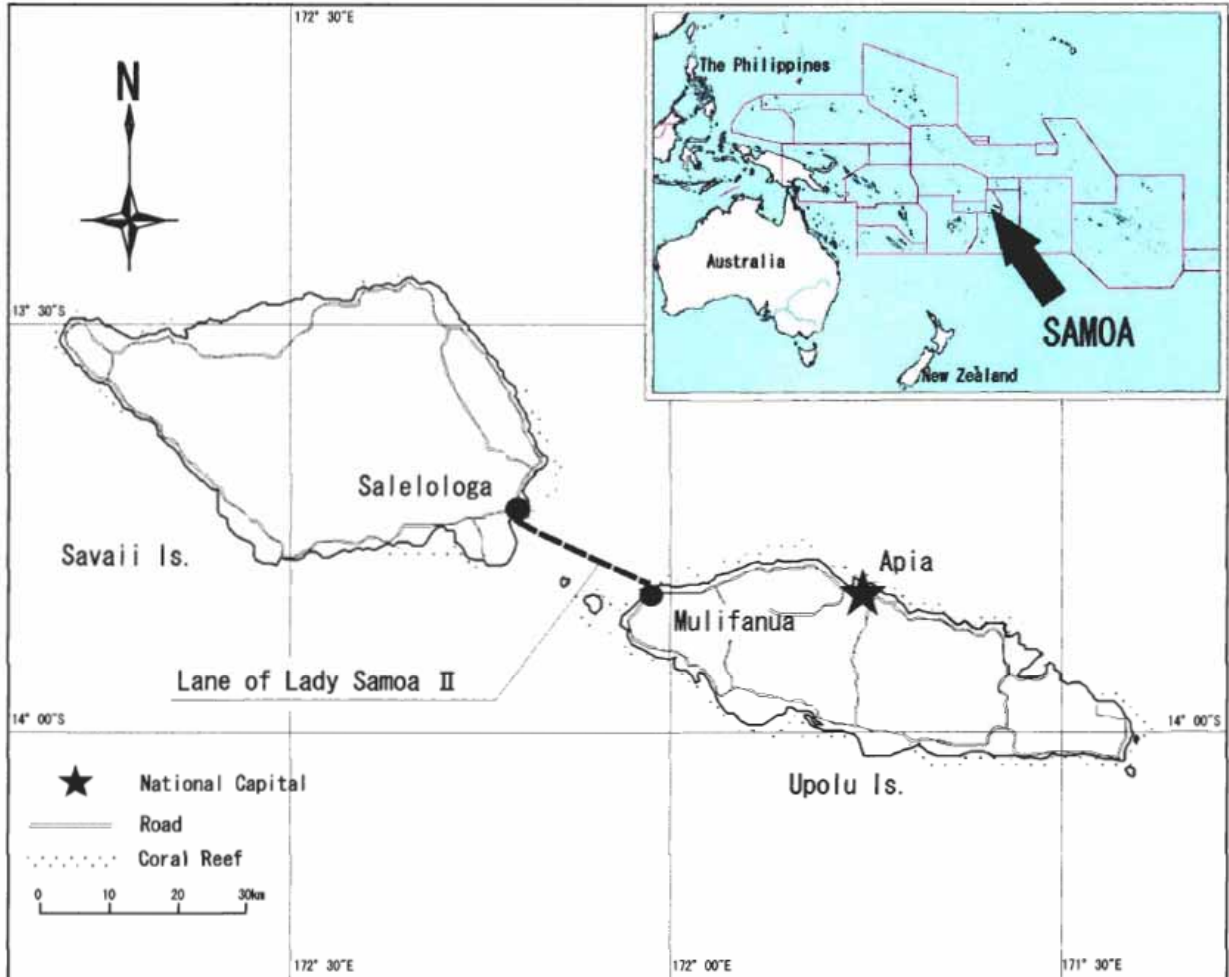 172° 30"E
N
The Philippines
Australia
SAMOA
New Zealand
13° 30"S
Salelologa
Savaii Is.
Apia
Mulifanua
Lane of Lady Samoa Ⅱ
14° 00"S
14° 00"S
Upolu Is.
National Capital
Road
Coral Reef
0 10 20 30km
172° 30"E
172° 00"E
171° 30"E